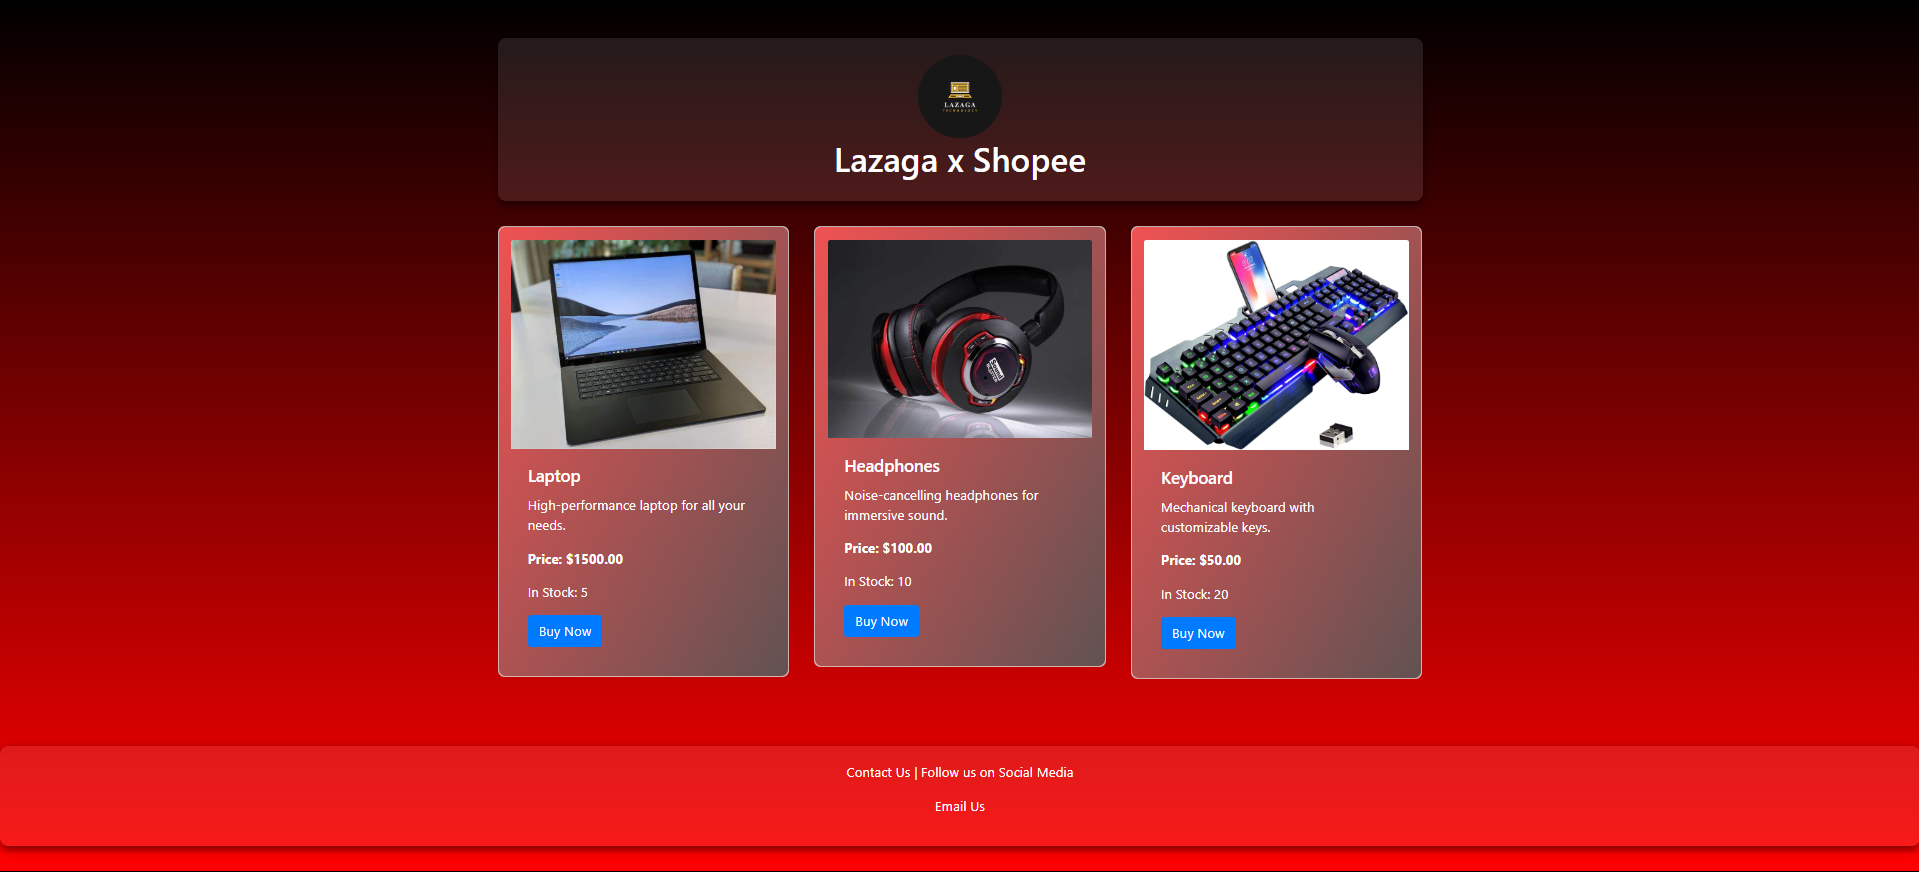 LAZAGA
TECHNOLOGY
Lazaga x Shopee
Laptop
High-performance laptop for all your
needs.
Price: $1500.00
In Stock: 5
Buy Now
Headphones
Noise-cancelling headphones for
immersive sound.
Price: $100.00
In Stock: 10
Buy Now
Keyboard
Mechanical keyboard with
customizable keys.
Price: $50.00
In Stock: 20
Buy Now
Contact Us | Follow us on Social Media
Email Us